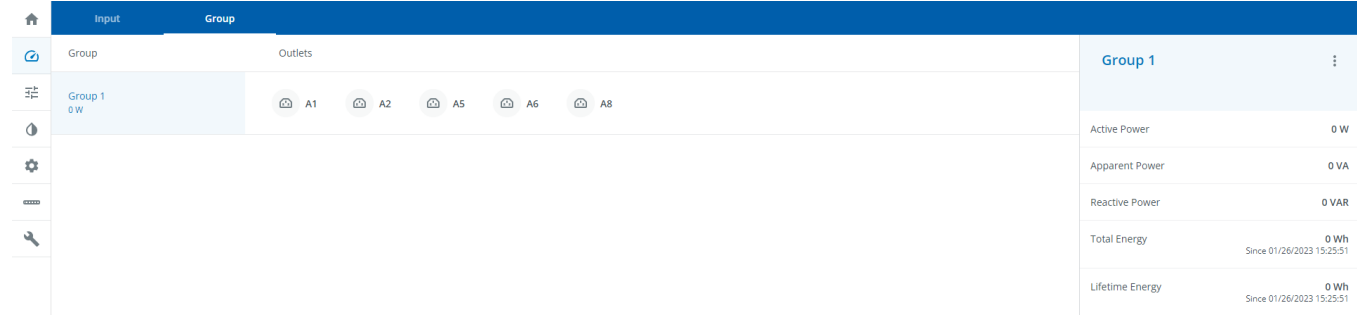 Input Group
Group Outlets
Group 1
0 W
A1 A2 A5 A6 A8
Group 1
Active Power 0 W
Apparent Power 0 VA
Reactive Power 0 VAR
Total Energy 0 Wh
Since 01/26/2023 15:25:51
Lifetime Energy 0 Wh
Since 01/26/2023 15:25:51